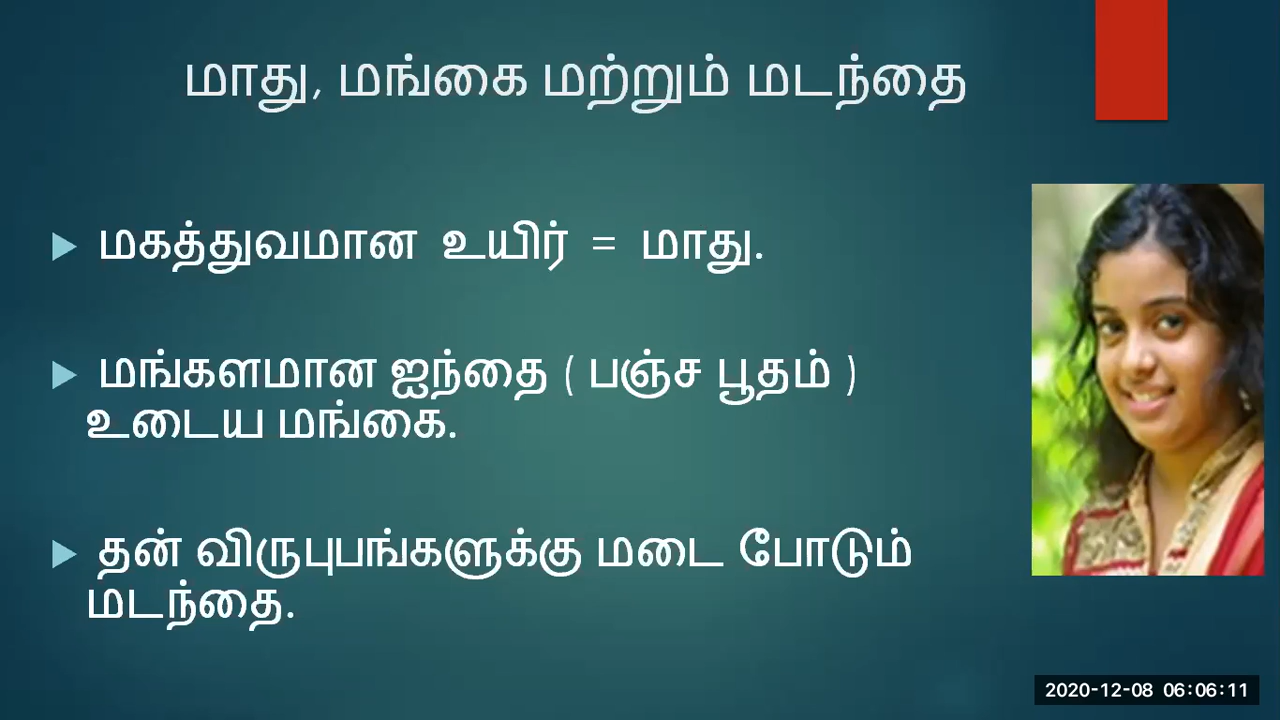 மாது, மங்கை மற்றும் மடந்தை
மகத்துவமான உயிர் = மாது.
மங்களமான ஐந்தை ( பஞ்ச பூதம் )
உடைய மங்கை.
தன் விருபுபங்களுக்கு மடை போடும்
மடந்தை.
2020-12-08 06:06:11